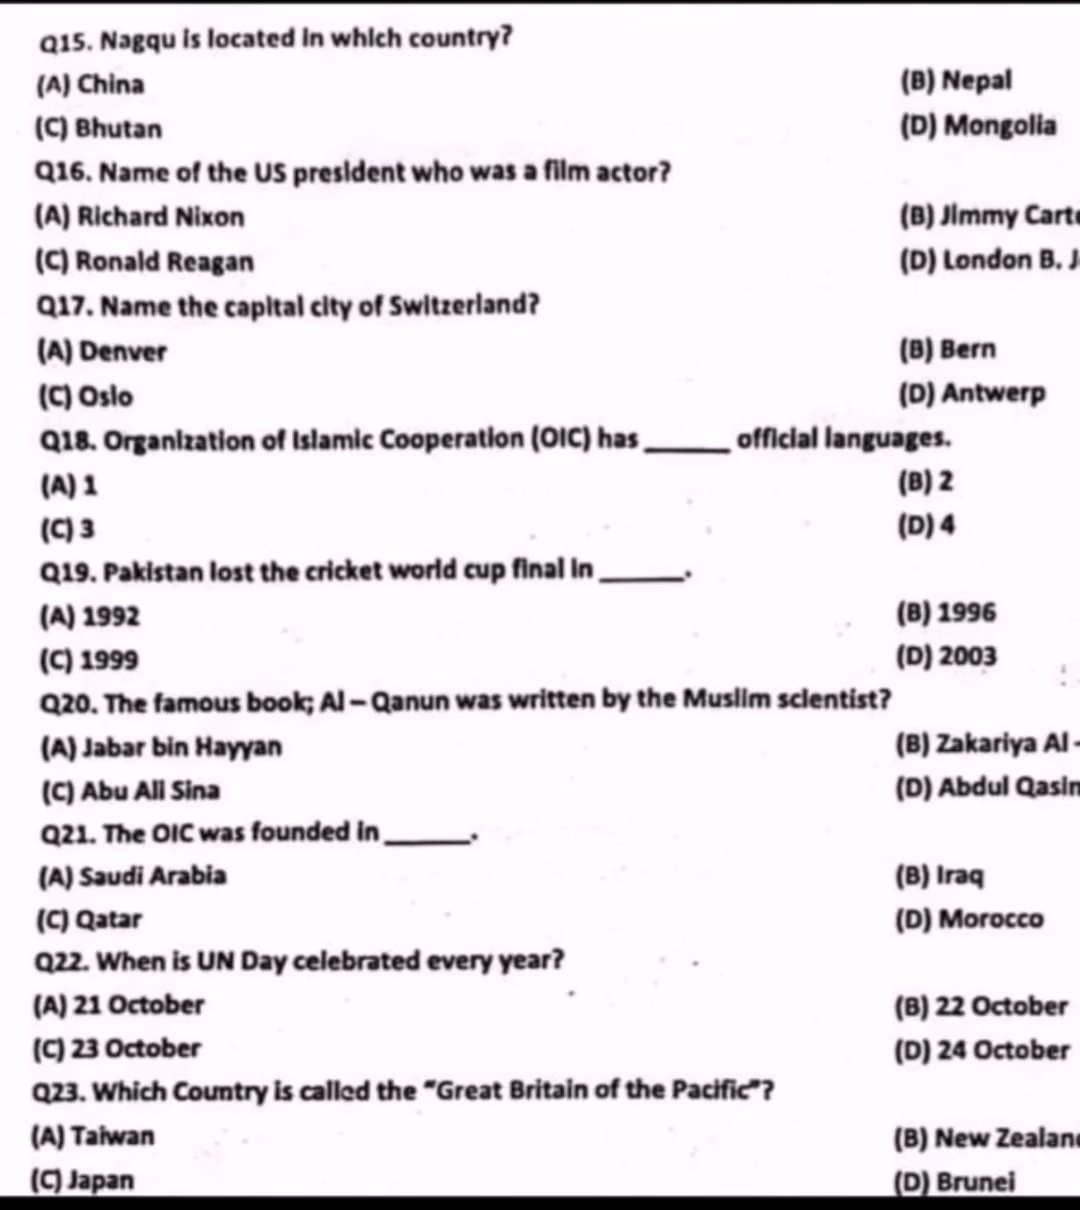 Q15. Nagqu is located in which country?
(A) China (B) Nepal
(C) Bhutan (D) Mongolia
Q16. Name of the US president who was a film actor?
(A) Richard Nixon (B) Jimmy Carte
(C) Ronald Reagan (D) London B. J
Q17. Name the capital city of Switzerland?
(A) Denver (B) Bern
(C) Oslo (D) Antwerp
Q18. Organization of Islamic Cooperation (OIC) has ______ official languages.
(A) 1 (B) 2
(C) 3 (D) 4
Q19. Pakistan lost the cricket world cup final in ______.
(A) 1992 (B) 1996
(C) 1999 (D) 2003
Q20. The famous book; Al – Qanun was written by the Muslim scientist?
(A) Jabar bin Hayyan (B) Zakariya Al -
(C) Abu Ali Sina (D) Abdul Qasim
Q21. The OIC was founded in ______.
(A) Saudi Arabia (B) Iraq
(C) Qatar (D) Morocco
Q22. When is UN Day celebrated every year?
(A) 21 October (B) 22 October
(C) 23 October (D) 24 October
Q23. Which Country is called the "Great Britain of the Pacific"?
(A) Taiwan (B) New Zealand
(C) Japan (D) Brunei